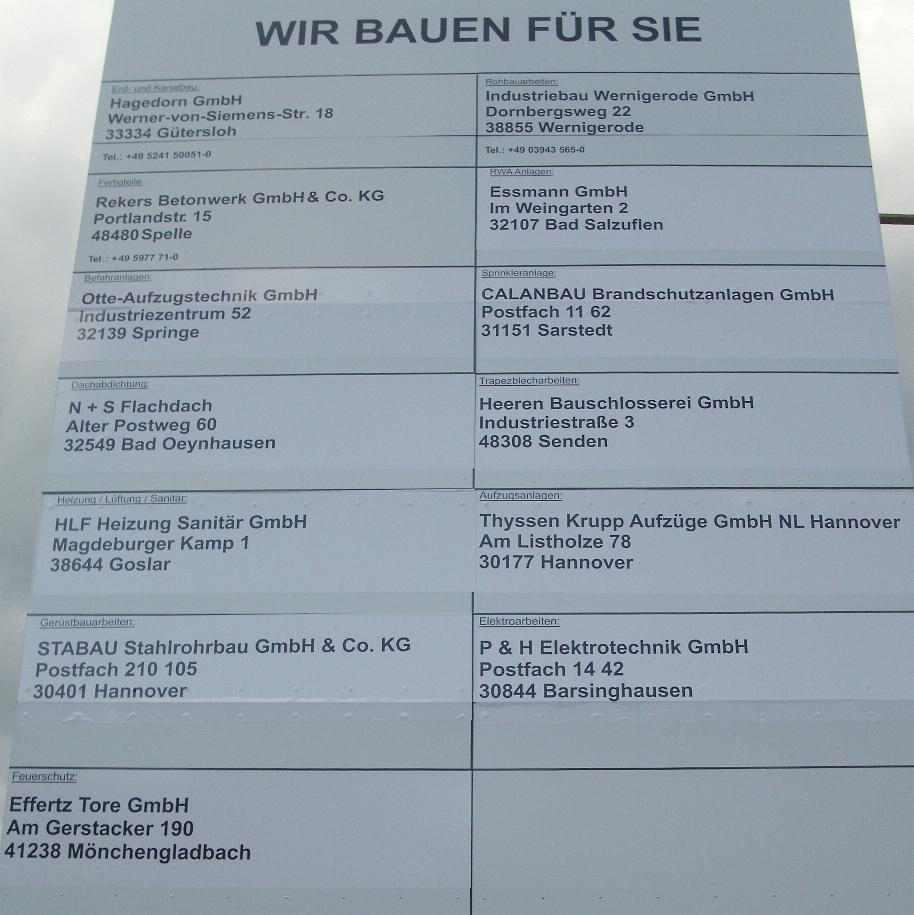 WIR BAUEN FÜR SIE
Erd- und Kanalbau:
Hagedorn GmbH
Werner-von-Siemens-Str. 18
33334 Gütersloh
Tel.: +49 5241 50051-0
Rohbauarbeiten:
Industriebau Wernigerode GmbH
Dornbergsweg 22
38855 Wernigerode
Tel.: +49 03943 565-0
Fertigteile:
Rekers Betonwerk GmbH & Co. KG
Portlandstr. 15
48480 Spelle
Tel.: +49 5977 71-0
RWA Anlagen:
Essmann GmbH
Im Weingarten 2
32107 Bad Salzuflen
Befahranlagen:
Otte-Aufzugstechnik GmbH
Industriezentrum 52
32139 Springe
Sprinkleranlage:
CALANBAU Brandschutzanlagen GmbH
Postfach 11 62
31151 Sarstedt
Dachabdichtung:
N + S Flachdach
Alter Postweg 60
32549 Bad Oeynhausen
Trapezblecharbeiten:
Heeren Bauschlosserei GmbH
Industriestraße 3
48308 Senden
Heizung / Lüftung / Sanitär:
HLF Heizung Sanitär GmbH
Magdeburger Kamp 1
38644 Goslar
Aufzugsanlagen:
Thyssen Krupp Aufzüge GmbH NL Hannover
Am Listholze 78
30177 Hannover
Gerüstbauarbeiten:
STABAU Stahlrohrbau GmbH & Co. KG
Postfach 210 105
30401 Hannover
Elektroarbeiten:
P & H Elektrotechnik GmbH
Postfach 14 42
30844 Barsinghausen
Feuerschutz:
Effertz Tore GmbH
Am Gerstacker 190
41238 Mönchengladbach